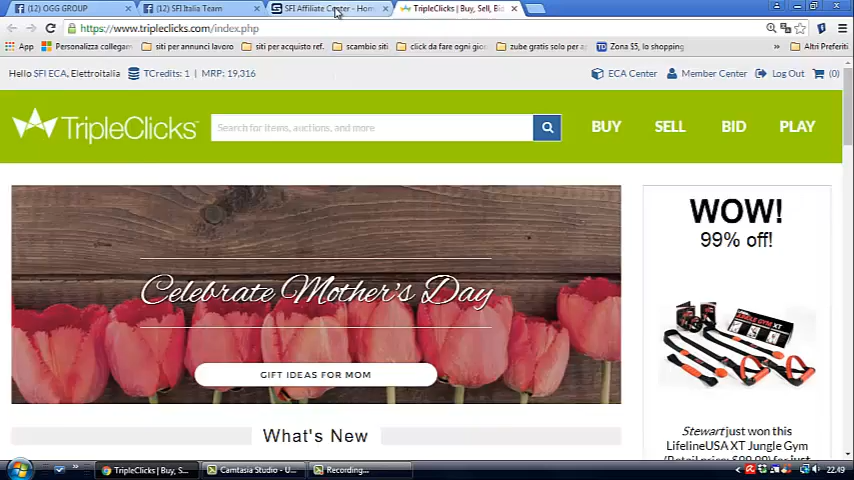 (12) OGG GROUP
(12) SFI Italia Team
SFI Affiliate Center - Hom
TripleClicks | Buy, Sell, Bid
https://www.tripleclicks.com/index.php
App
Personalizza collegam
siti per annunci lavoro
siti per acquisto ref.
scambio siti
click da fare ogni giorno
zube gratis solo per a
Zona $5, lo shopping
»
Altri Preferiti
Hello SFI ECA, Elettroitalia
TCredits: 1 | MRP: 19,316
ECA Center
Member Center
Log Out
(0)
TripleClicks
Search for items, auctions, and more!
BUY
SELL
BID
PLAY
WOW!
99% off!
Celebrate Mother's Day
GIFT IDEAS FOR MOM
Stewart just won this
LifelineUSA XT Jungle Gym
What's New
TripleClicks | Buy, S...
Camtasia Studio - U...
Recording...
22.49